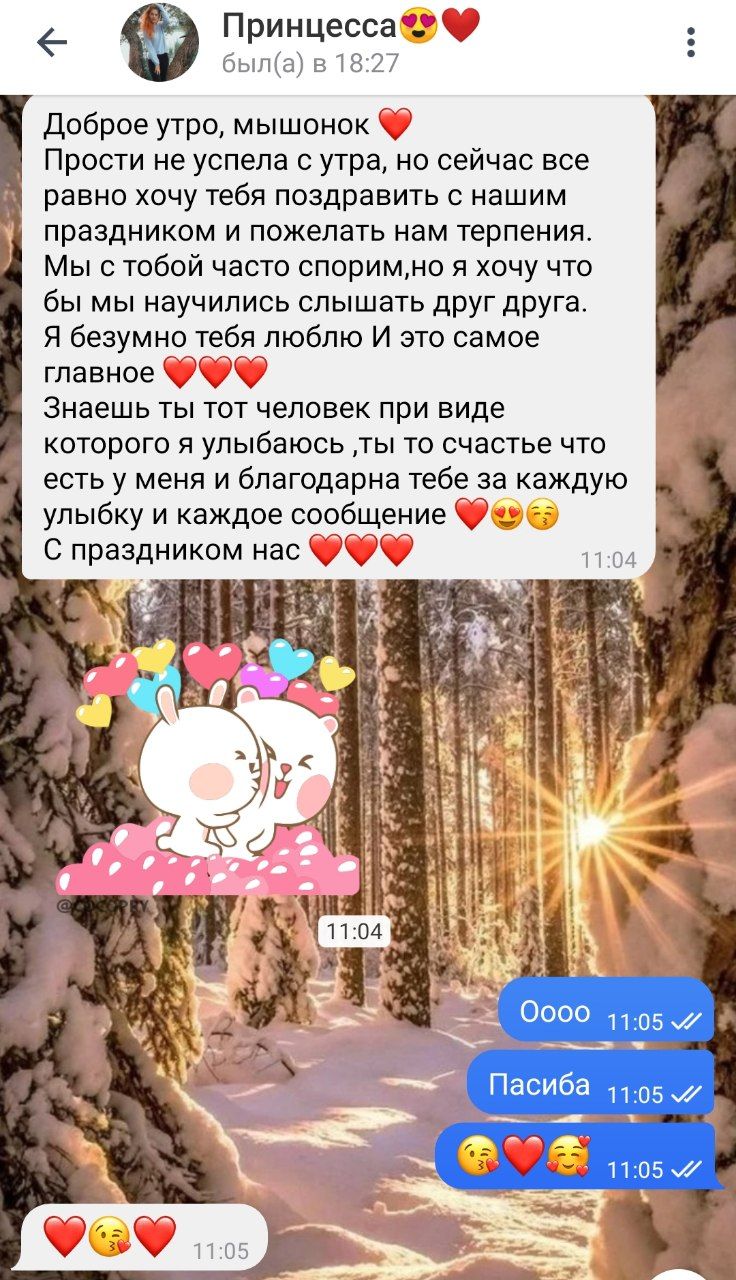 Принцесса😍❤️
был(а) в 18:27
Доброе утро, мышонок ❤️
Прости не успела с утра, но сейчас все
равно хочу тебя поздравить с нашим
праздником и пожелать нам терпения.
Мы с тобой часто спорим,но я хочу что
бы мы научились слышать друг друга.
Я безумно тебя люблю И это самое
главное ❤️❤️❤️
Знаешь ты тот человек при виде
которого я улыбаюсь ,ты то счастье что
есть у меня и благодарна тебе за каждую
улыбку и каждое сообщение ❤️😍😚
С праздником нас ❤️❤️❤️ 11:04
11:04
Оооо 11:05
Пасиба 11:05
😘❤️🥰 11:05
❤️😘❤️ 11:05